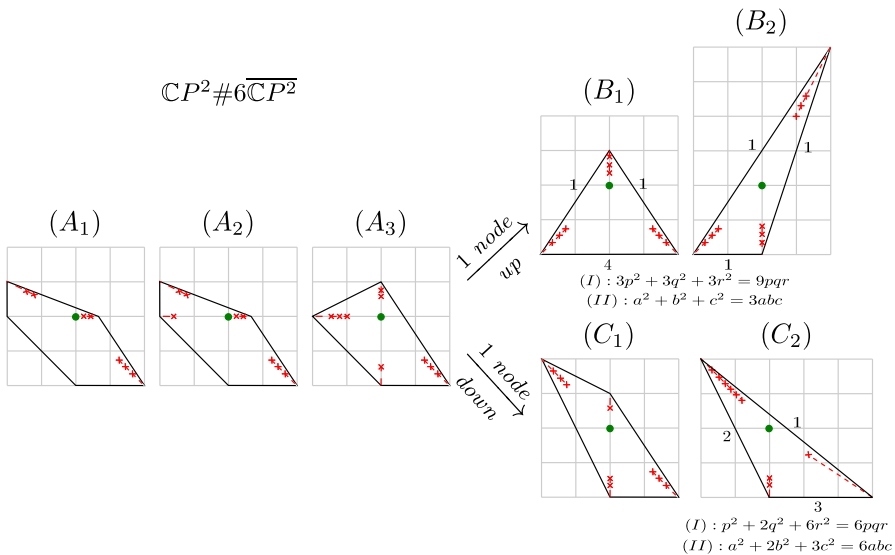 (B₂)
ℂP²#6\overline{ℂP²}
(B₁)
1
1
1
1
1
(A₁) (A₂) (A₃)
1 node
up
4
1
(I) : 3p² + 3q² + 3r² = 9pqr
(II) : a² + b² + c² = 3abc
(C₁) (C₂)
1 node
down
1
2
3
(I) : p² + 2q² + 6r² = 6pqr
(II) : a² + 2b² + 3c² = 6abc